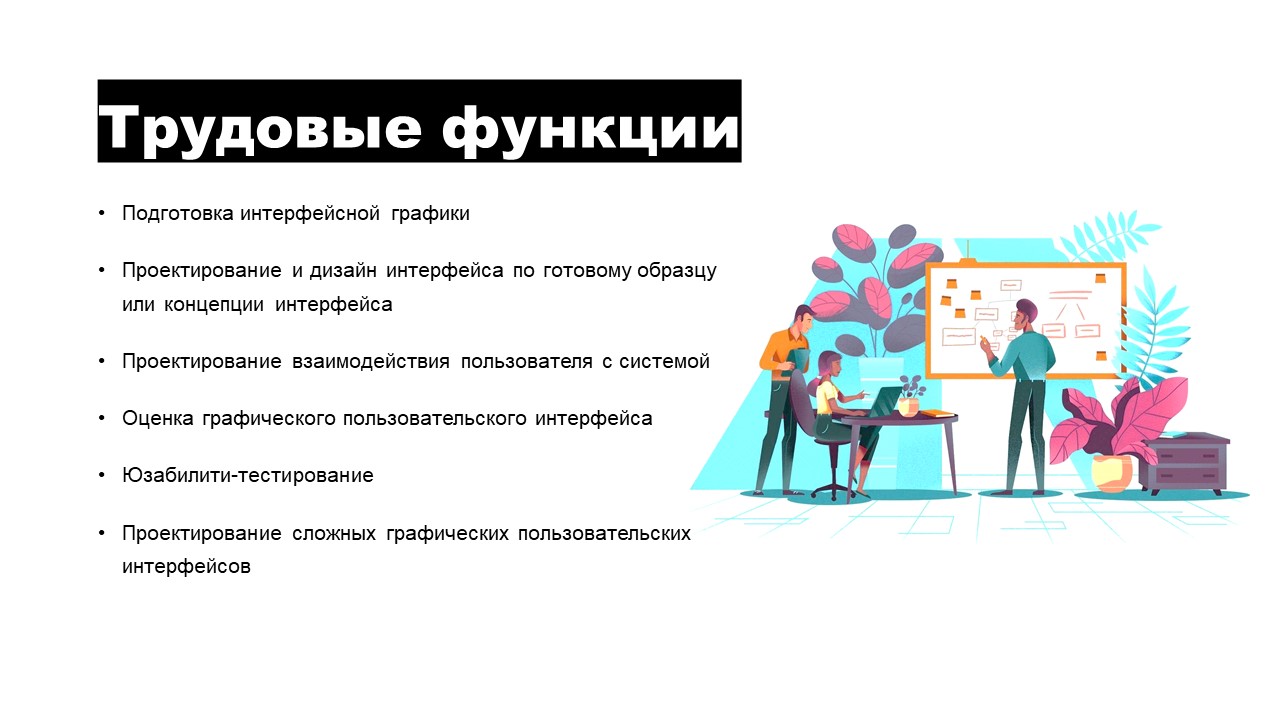 Трудовые функции
• Подготовка интерфейсной графики
• Проектирование и дизайн интерфейса по готовому образцу
или концепции интерфейса
• Проектирование взаимодействия пользователя с системой
• Оценка графического пользовательского интерфейса
• Юзабилити-тестирование
• Проектирование сложных графических пользовательских
интерфейсов